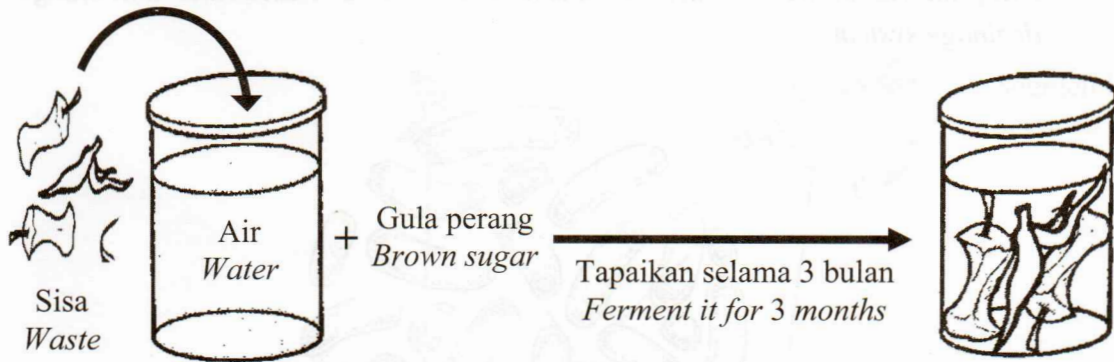 Air
Water
+
Gula perang
Brown sugar
Tapaikan selama 3 bulan
Ferment it for 3 months
Sisa
Waste